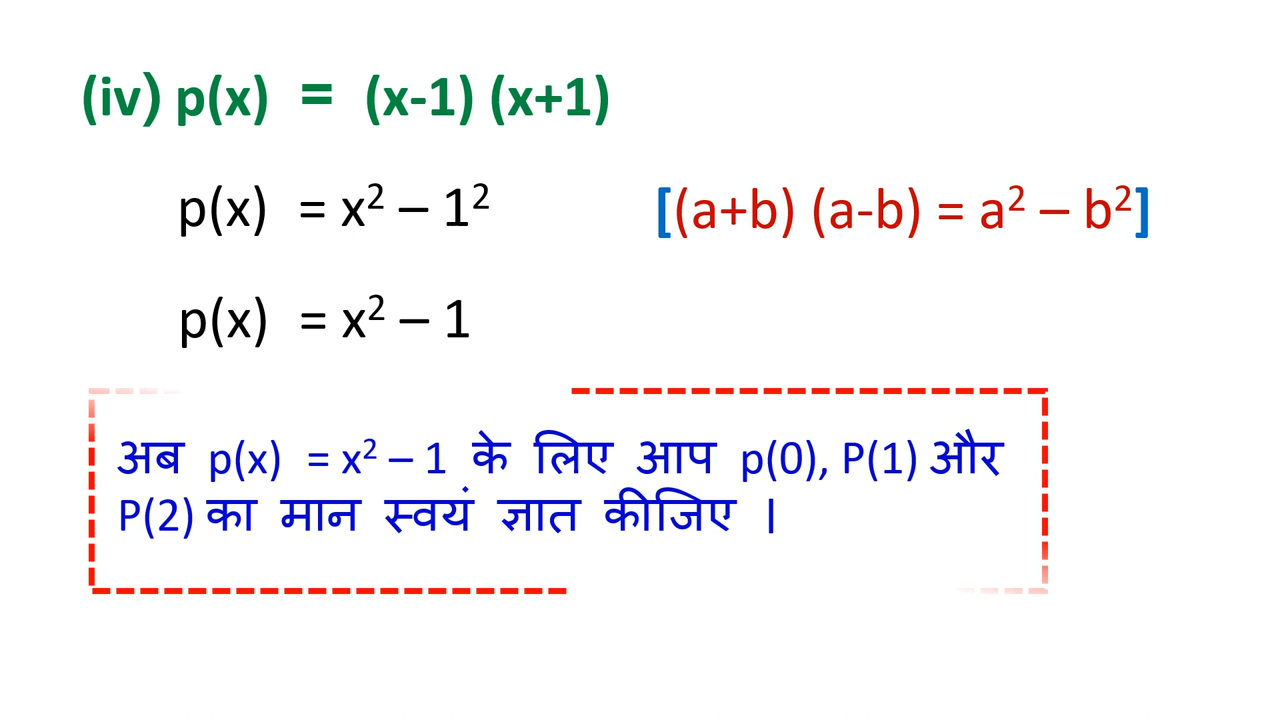 (iv) p(x) = (x-1) (x+1)
p(x) = x² – 1² [(a+b) (a-b) = a² – b²]
p(x) = x² – 1
अब p(x) = x² – 1 के लिए आप p(0), P(1) और
P(2) का मान स्वयं ज्ञात कीजिए ।